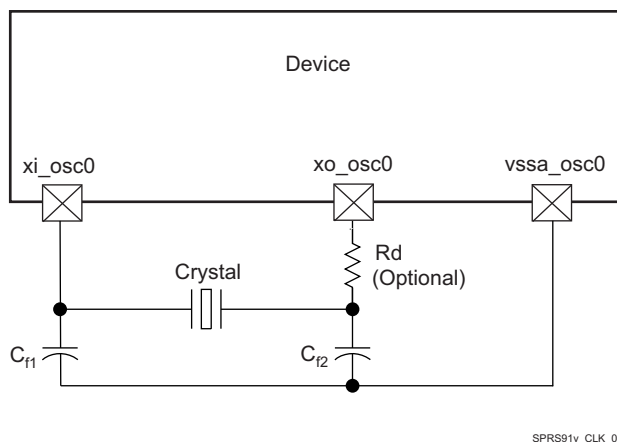 Device
xi_osc0
xo_osc0
vssa_osc0
Crystal
Rd
(Optional)
Cf1
Cf2
SPRS91v_CLK_0